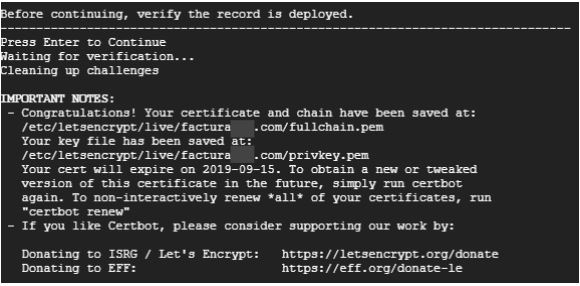 Before continuing, verify the record is deployed.
-------------------------------------------------------------------------------
Press Enter to Continue
Waiting for verification...
Cleaning up challenges
IMPORTANT NOTES:
- Congratulations! Your certificate and chain have been saved at:
/etc/letsencrypt/live/factura .com/fullchain.pem
Your key file has been saved at:
/etc/letsencrypt/live/factura .com/privkey.pem
Your cert will expire on 2019-09-15. To obtain a new or tweaked
version of this certificate in the future, simply run certbot
again. To non-interactively renew *all* of your certificates, run
"certbot renew"
- If you like Certbot, please consider supporting our work by:
Donating to ISRG / Let's Encrypt: https://letsencrypt.org/donate
Donating to EFF: https://eff.org/donate-le